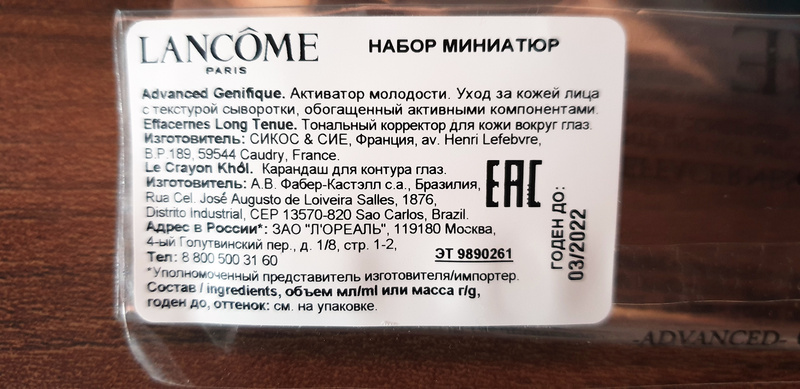 LANCÔME
PARIS
НАБОР МИНИАТЮР
Advanced Genifique. Активатор молодости. Уход за кожей лица
с текстурой сыворотки, обогащенный активными компонентами.
Effacernes Long Tenue. Тональный корректор для кожи вокруг глаз.
Изготовитель: СИКОС & СИЕ, Франция, av. Henri Lefebvre,
B.P.189, 59544 Caudry, France.
Le Crayon Khôl. Карандаш для контура глаз.
Изготовитель: А.В. Фабер-Кастэлл с.а., Бразилия,
Rua Cel. José Augusto de Loiveira Salles, 1876,
Distrito Industrial, CEP 13570-820 Sao Carlos, Brazil.
Адрес в России*: ЗАО "Л'ОРЕАЛЬ", 119180 Москва,
4-ый Голутвинский пер., д. 1/8, стр. 1-2,
Тел: 8 800 500 31 60
ЭТ 9890261
*Уполномоченный представитель изготовителя/импортер.
Состав / ingredients, объем мл/ml или масса г/g,
годен до, оттенок: см. на упаковке.
EAC
ГОДЕН ДО:
03/2022
-ADVANCED-